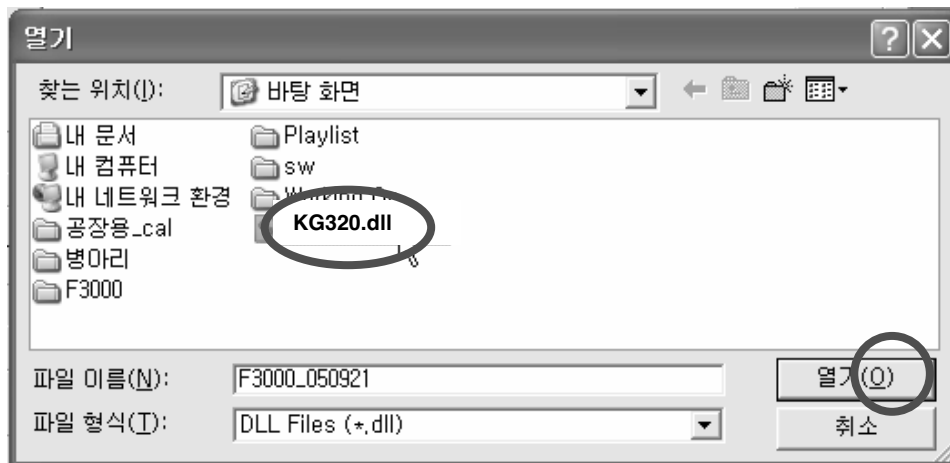 열기
찾는 위치(I):
바탕 화면
내 문서
내 컴퓨터
내 네트워크 환경
공장용_cal
병아리
F3000
Playlist
sw
KG320.dll
파일 이름(N):
F3000_050921
열기(O)
파일 형식(T):
DLL Files (*.dll)
취소